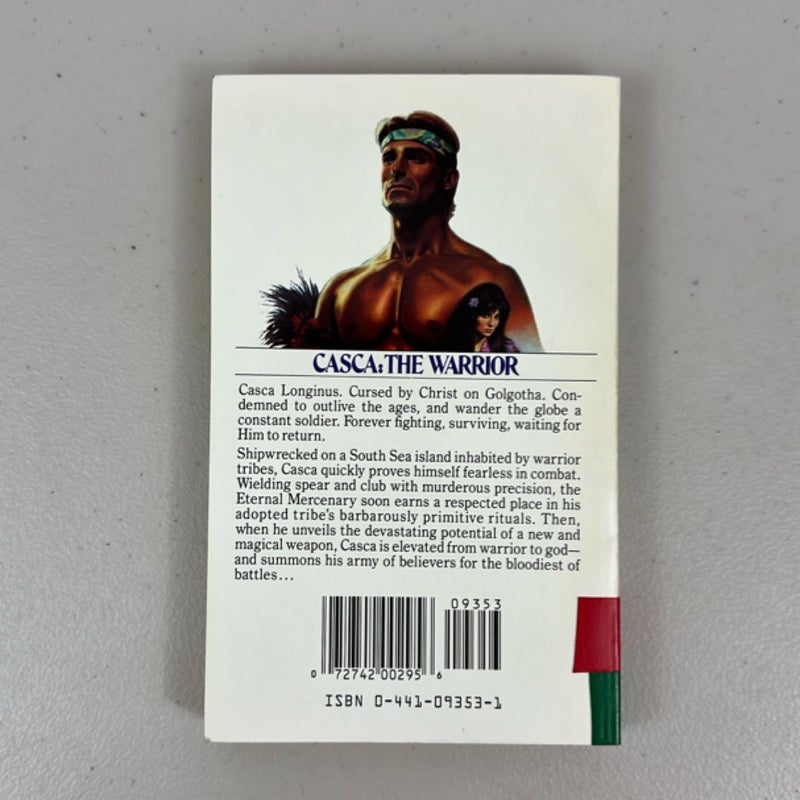 CASCA: THE WARRIOR
Casca Longinus. Cursed by Christ on Golgotha. Con-
demned to outlive the ages, and wander the globe a
constant soldier. Forever fighting, surviving, waiting for
Him to return.
Shipwrecked on a South Sea island inhabited by warrior
tribes, Casca quickly proves himself fearless in combat.
Wielding spear and club with murderous precision, the
Eternal Mercenary soon earns a respected place in his
adopted tribe's barbarously primitive rituals. Then,
when he unveils the devastating potential of a new and
magical weapon, Casca is elevated from warrior to god—
and summons his army of believers for the bloodiest of
battles...
09353
0 72742 00295 6
ISBN 0-441-09353-1